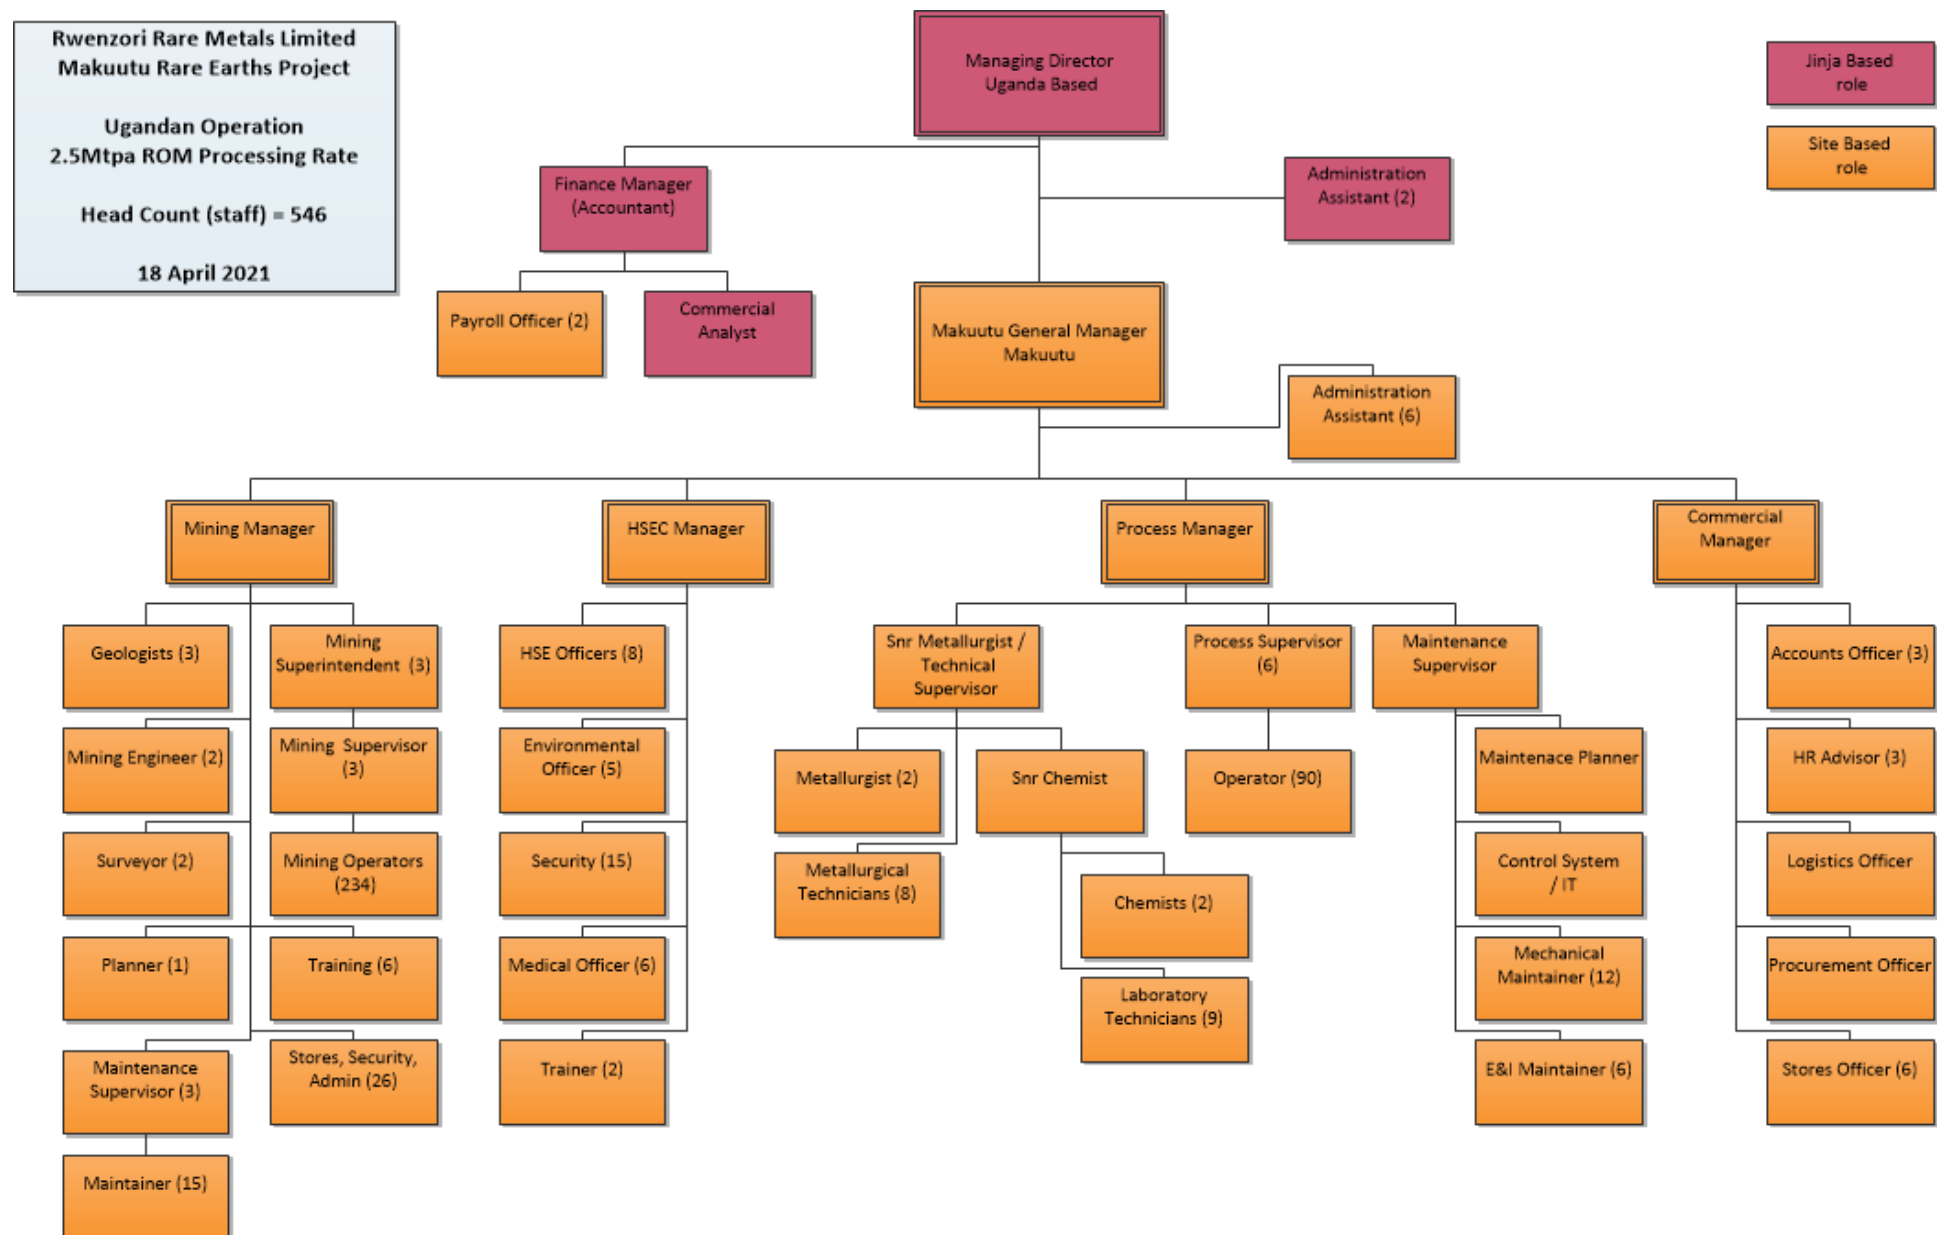 Rwenzori Rare Metals Limited
Makuutu Rare Earths Project
Ugandan Operation
2.5Mtpa ROM Processing Rate
Head Count (staff) = 546
18 April 2021
Managing Director
Uganda Based
Jinja Based
role
Site Based
role
Finance Manager
(Accountant)
Administration
Assistant (2)
Payroll Officer (2)
Commercial
Analyst
Makuutu General Manager
Makuutu
Administration
Assistant (6)
Mining Manager
HSEC Manager
Process Manager
Commercial
Manager
Geologists (3)
Mining
Superintendent (3)
Mining Engineer (2)
Mining Supervisor
(3)
Surveyor (2)
Mining Operators
(234)
Planner (1)
Training (6)
Maintenance
Supervisor (3)
Stores, Security,
Admin (26)
Maintainer (15)
HSE Officers (8)
Environmental
Officer (5)
Security (15)
Medical Officer (6)
Trainer (2)
Snr Metallurgist /
Technical
Supervisor
Process Supervisor
(6)
Maintenance
Supervisor
Metallurgist (2)
Snr Chemist
Operator (90)
Metallurgical
Technicians (8)
Chemists (2)
Laboratory
Technicians (9)
Maintenace Planner
Control System
/ IT
Mechanical
Maintainer (12)
E&I Maintainer (6)
Accounts Officer (3)
HR Advisor (3)
Logistics Officer
Procurement Officer
Stores Officer (6)